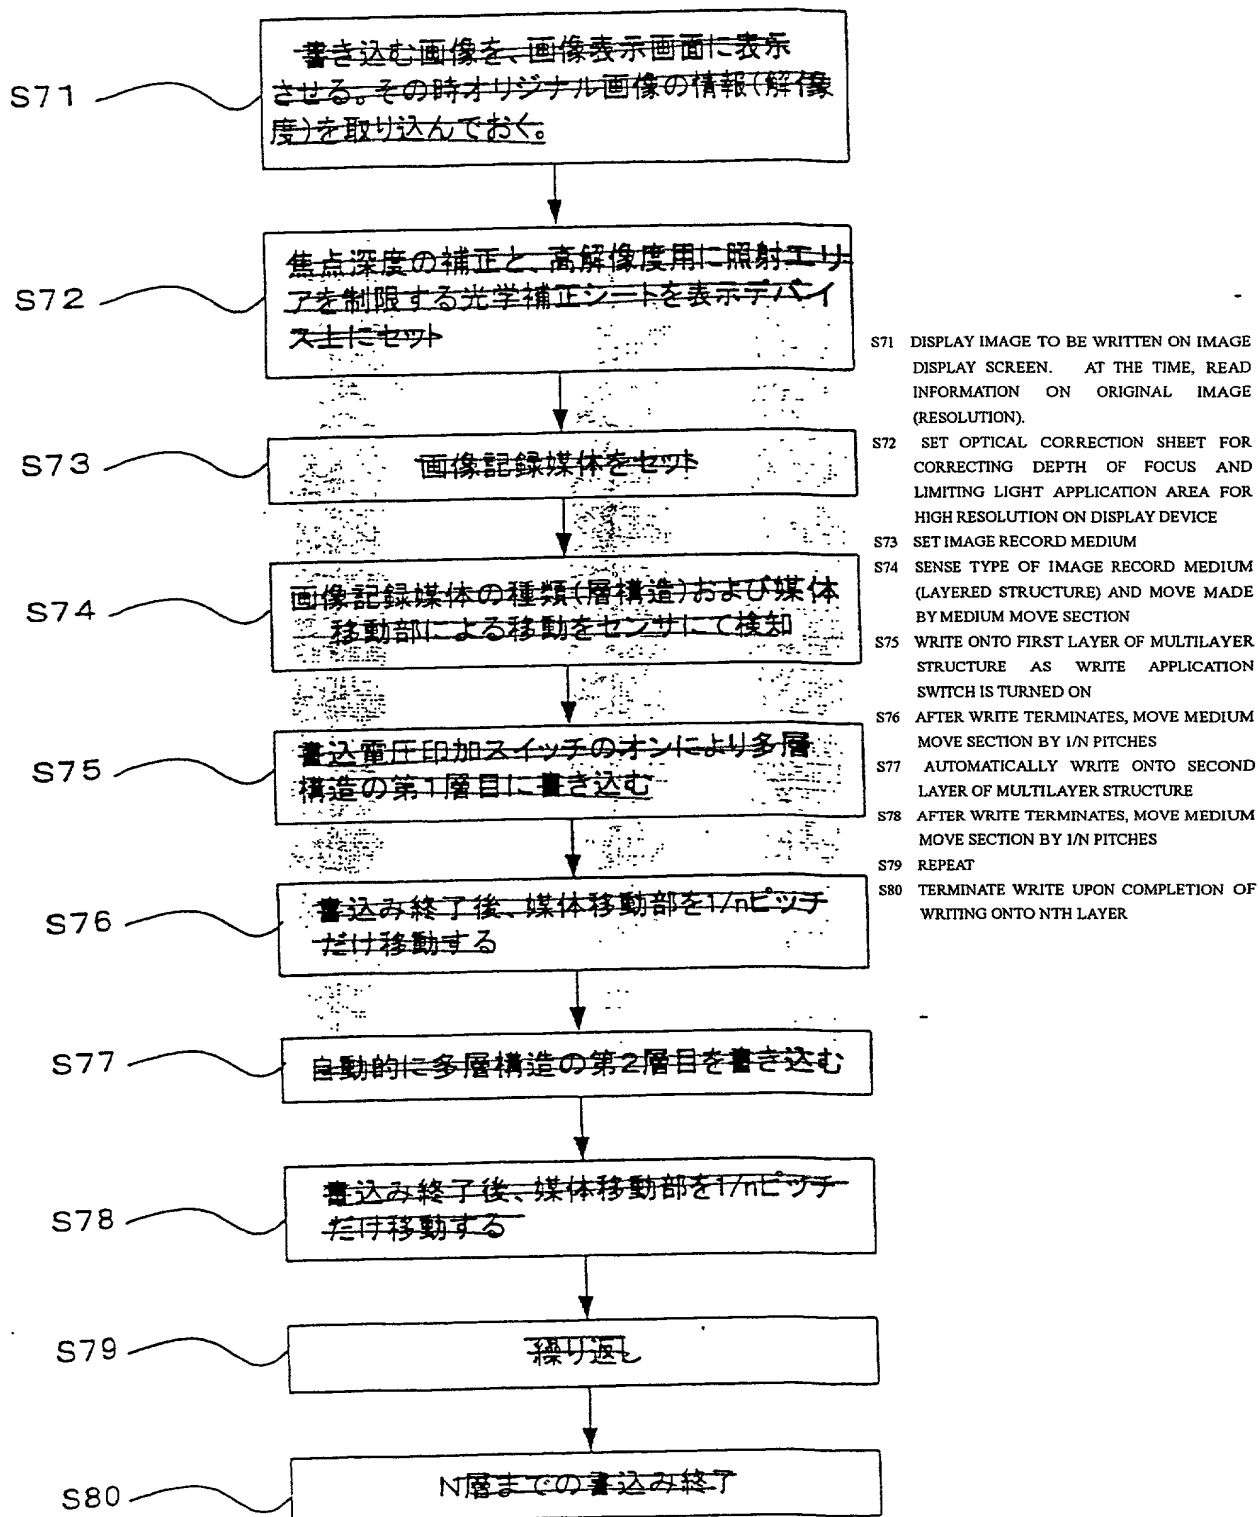 S71
書き込む画像を、画像表示画面に表示
させる。その時オリジナル画像の情報(解像
度)を取り込んでおく。
S72
焦点深度の補正と、高解像度用に照射エリ
アを制限する光学補正シートを表示デバイ
ス上にセット
S73
画像記録媒体をセット
S74
画像記録媒体の種類(層構造)および媒体
移動部による移動をセンサにて検知
S75
書込電圧印加スイッチのオンにより多層
構造の第1層目に書き込む
S76
書込み終了後、媒体移動部を1/nピッチ
だけ移動する
S77
自動的に多層構造の第2層目を書き込む
S78
書込み終了後、媒体移動部を1/nピッチ
だけ移動する
S79
繰り返し
S80
N層までの書込み終了
S71 DISPLAY IMAGE TO BE WRITTEN ON IMAGE
DISPLAY SCREEN. AT THE TIME, READ
INFORMATION ON ORIGINAL IMAGE
(RESOLUTION).
S72 SET OPTICAL CORRECTION SHEET FOR
CORRECTING DEPTH OF FOCUS AND
LIMITING LIGHT APPLICATION AREA FOR
HIGH RESOLUTION ON DISPLAY DEVICE
S73 SET IMAGE RECORD MEDIUM
S74 SENSE TYPE OF IMAGE RECORD MEDIUM
(LAYERED STRUCTURE) AND MOVE MADE
BY MEDIUM MOVE SECTION
S75 WRITE ONTO FIRST LAYER OF MULTILAYER
STRUCTURE AS WRITE APPLICATION
SWITCH IS TURNED ON
S76 AFTER WRITE TERMINATES, MOVE MEDIUM
MOVE SECTION BY 1/N PITCHES
S77 AUTOMATICALLY WRITE ONTO SECOND
LAYER OF MULTILAYER STRUCTURE
S78 AFTER WRITE TERMINATES, MOVE MEDIUM
MOVE SECTION BY 1/N PITCHES
S79 REPEAT
S80 TERMINATE WRITE UPON COMPLETION OF
WRITING ONTO NTH LAYER